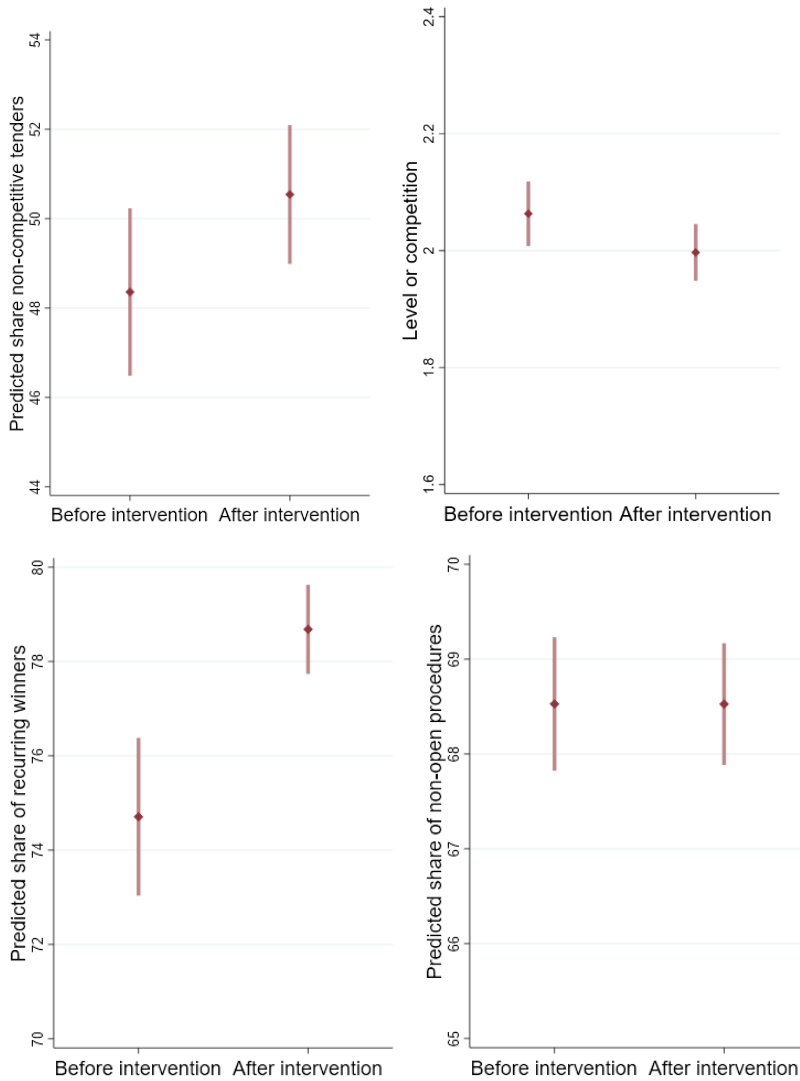 Predicted share non-competitive tenders
54
52
50
48
46
44
Before intervention After intervention
Level or competition
2.4
2.2
2
1.8
1.6
Before intervention After intervention
Predicted share of recurring winners
80
78
76
74
72
70
Before intervention After intervention
Predicted share of non-open procedures
70
69
68
67
66
65
Before intervention After intervention